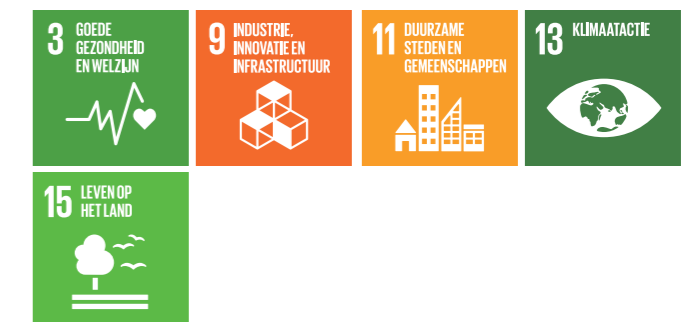 3 GOEDE
GEZONDHEID
EN WELZIJN
9 INDUSTRIE,
INNOVATIE EN
INFRASTRUCTUUR
11 DUURZAME
STEDEN EN
GEMEENSCHAPPEN
13 KLIMAATACTIE
15 LEVEN OP
HET LAND